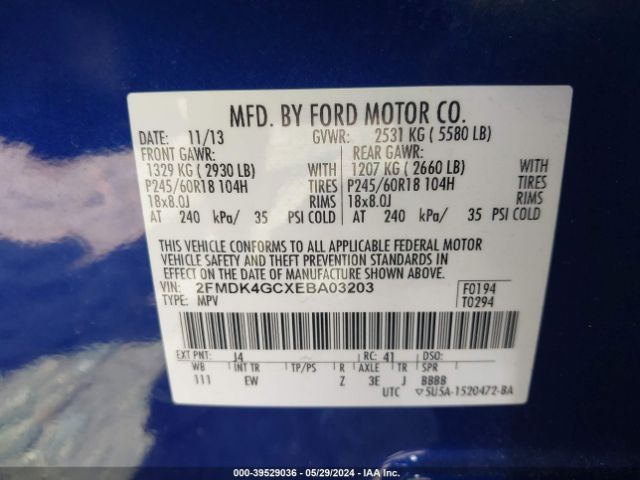 MFD. BY FORD MOTOR CO.
DATE: 11/13 GVWR: 2531 KG ( 5580 LB)
FRONT GAWR: REAR GAWR:
1329 KG ( 2930 LB) WITH 1207 KG ( 2660 LB) WITH
P245/60R18 104H TIRES P245/60R18 104H TIRES
18x8.0J RIMS 18x8.0J RIMS
AT 240 kPa/ 35 PSI COLD AT 240 kPa/ 35 PSI COLD
THIS VEHICLE CONFORMS TO ALL APPLICABLE FEDERAL MOTOR
VEHICLE SAFETY AND THEFT PREVENTION STANDARDS IN
EFFECT ON THE DATE OF MANUFACTURE SHOWN ABOVE.
VIN: 2FMDK4GCXEBA03203 F0194
TYPE: MPV T0294
EXT PNT: J4 RC: 41 DSO:
WB INT TR TP/PS R AXLE TR SPR
111 EW Z 3E J BBBB
UTC ▽5U5A-1520472-BA
000-39529036 - 05/29/2024 - IAA Inc.